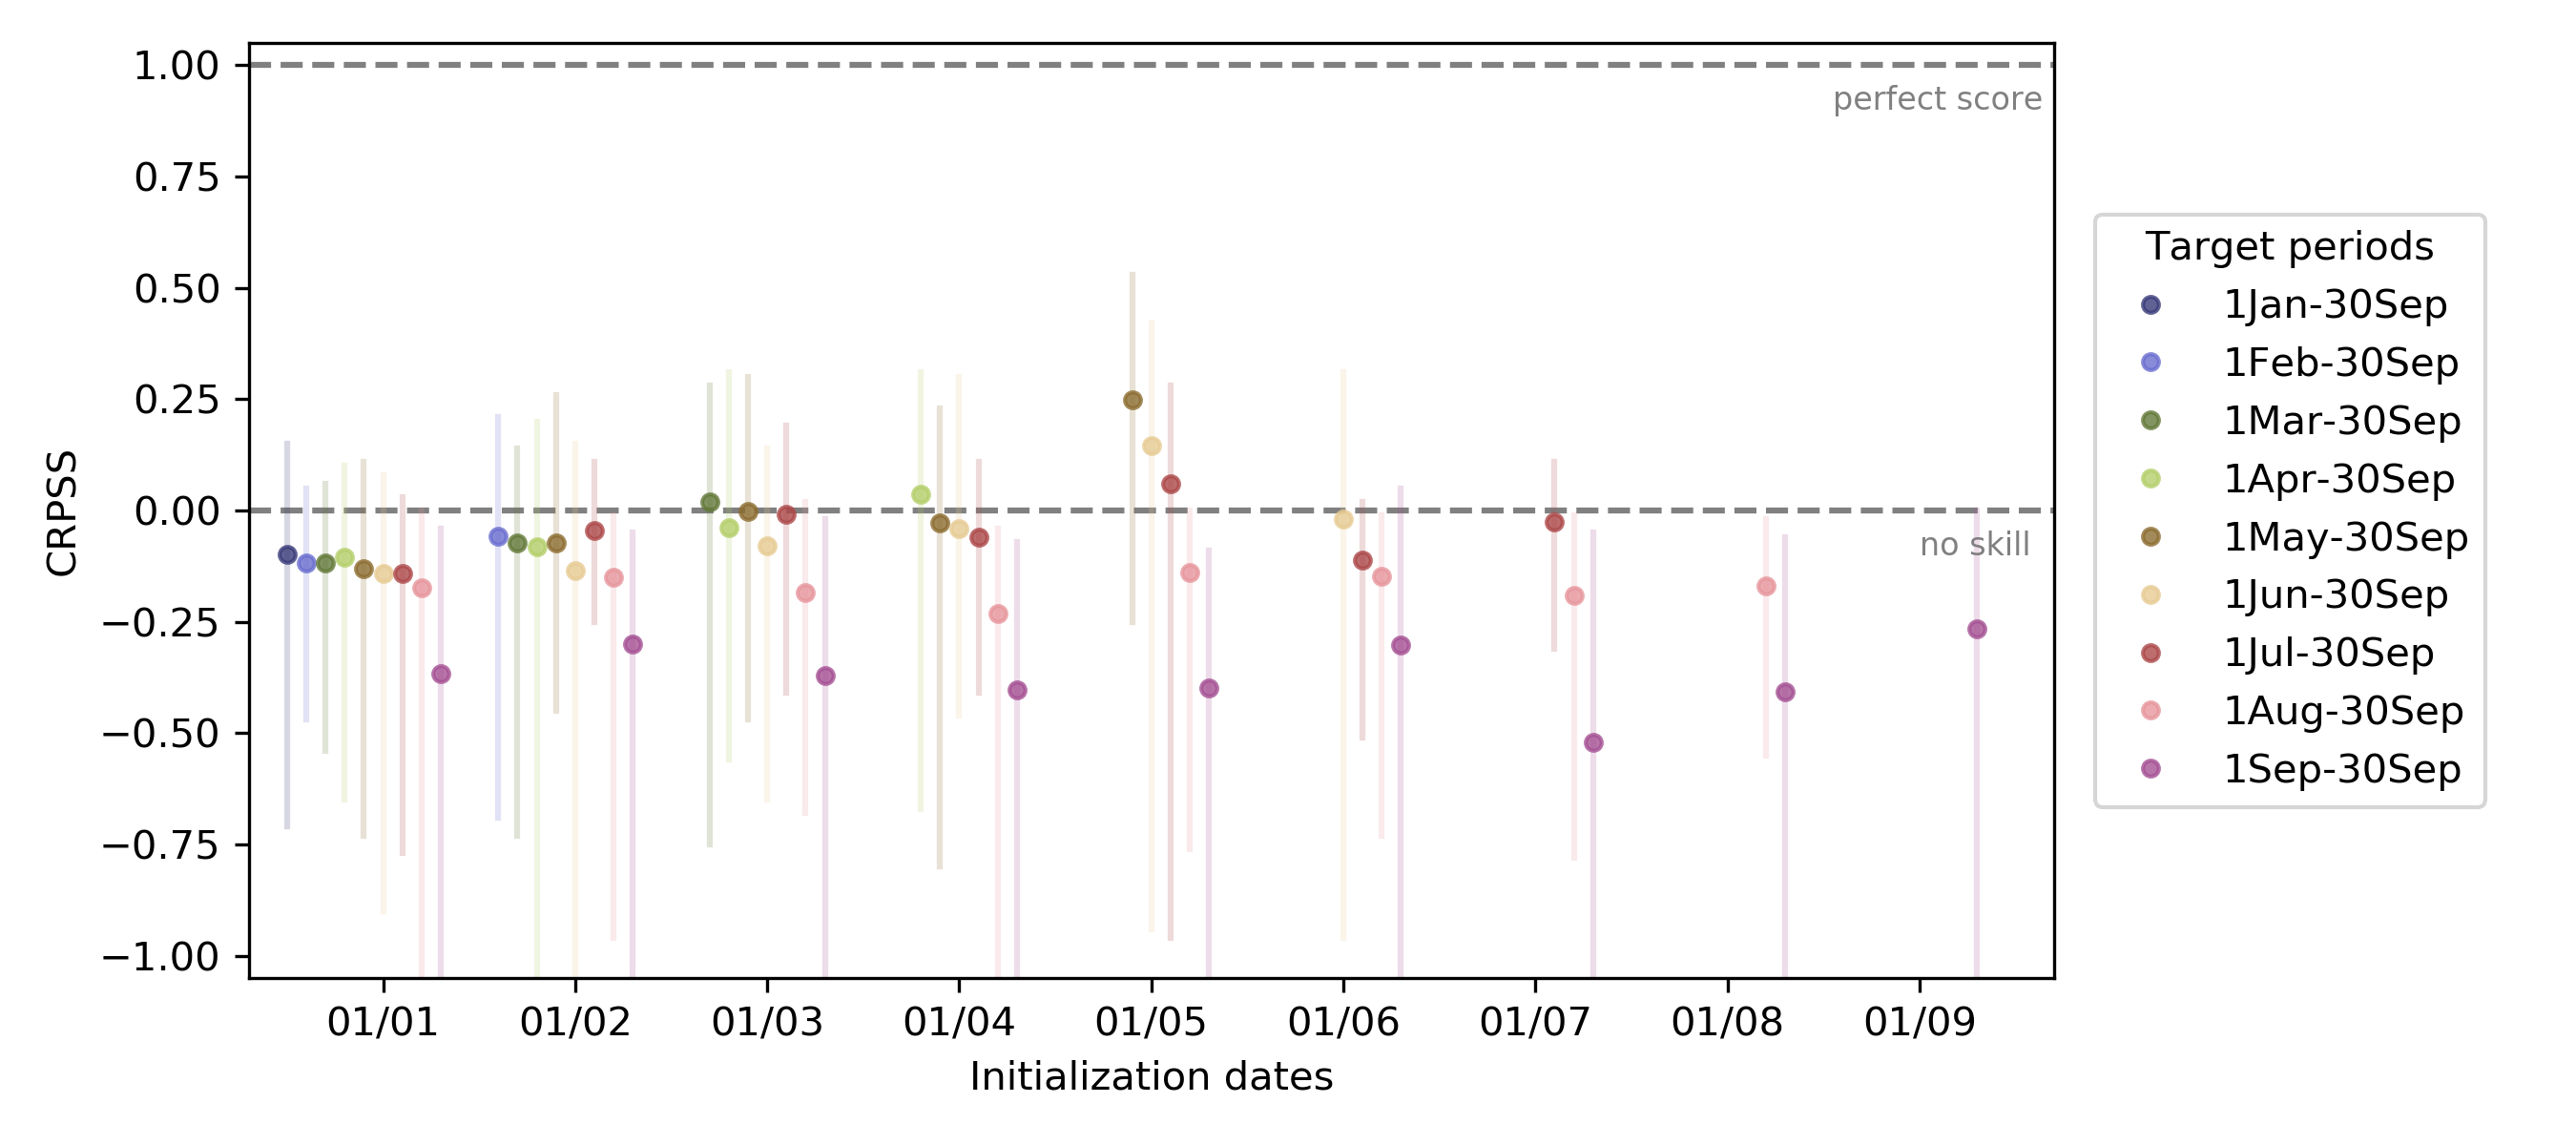 1.00
0.75
0.50
0.25
0.00
−0.25
−0.50
−0.75
−1.00
CRPSS
perfect score
no skill
01/01 01/02 01/03 01/04 01/05 01/06 01/07 01/08 01/09
Initialization dates
Target periods
1Jan-30Sep
1Feb-30Sep
1Mar-30Sep
1Apr-30Sep
1May-30Sep
1Jun-30Sep
1Jul-30Sep
1Aug-30Sep
1Sep-30Sep